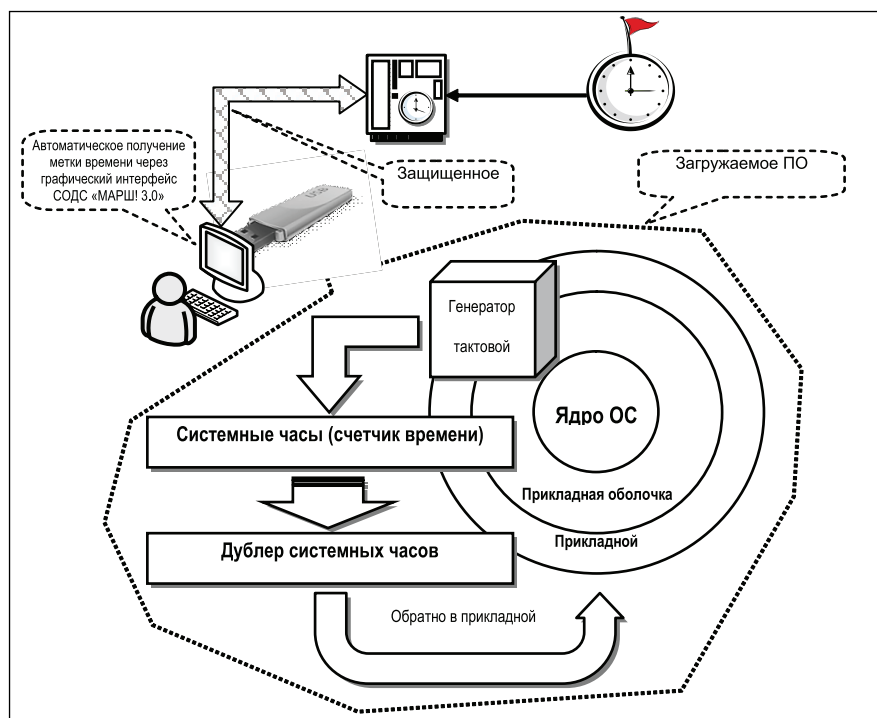 Автоматическое получение
метки времени через
графический интерфейс
СОДС «МАРШ! 3.0»
Защищенное
Загружаемое ПО
USB
Генератор
тактовой
Ядро ОС
Системные часы (счетчик времени)
Прикладная оболочка
Прикладной
Дублер системных часов
Обратно в прикладной